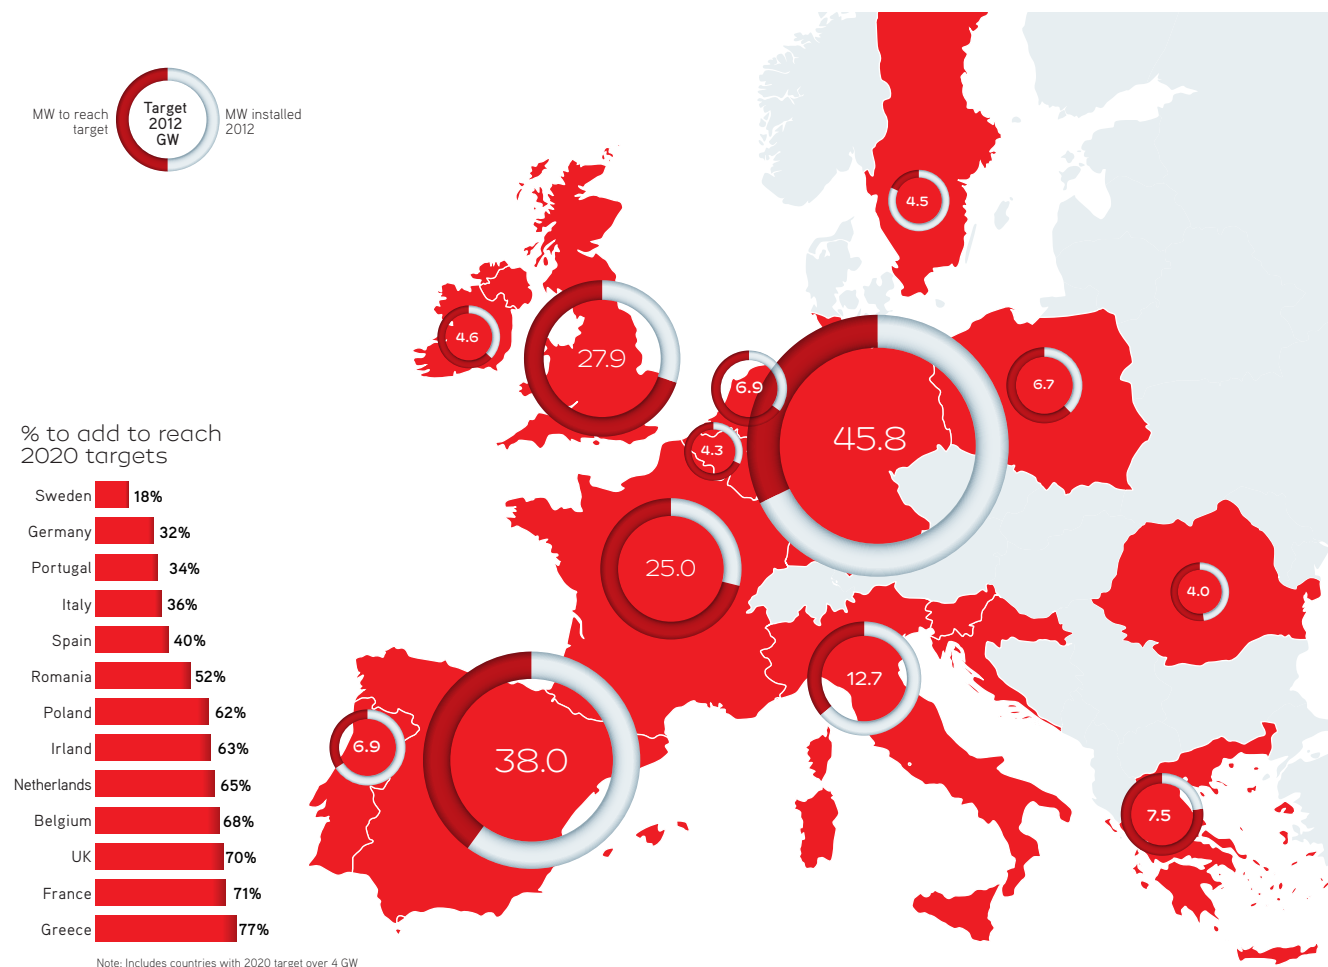 MW to reach
target
Target
2012
GW
MW installed
2012
4.5
4.6
27.9
6.9
45.8
6.7
4.3
25.0
4.0
12.7
6.9
38.0
7.5
% to add to reach
2020 targets
Sweden 18%
Germany 32%
Portugal 34%
Italy 36%
Spain 40%
Romania 52%
Poland 62%
Irland 63%
Netherlands 65%
Belgium 68%
UK 70%
France 71%
Greece 77%
Note: Includes countries with 2020 target over 4 GW